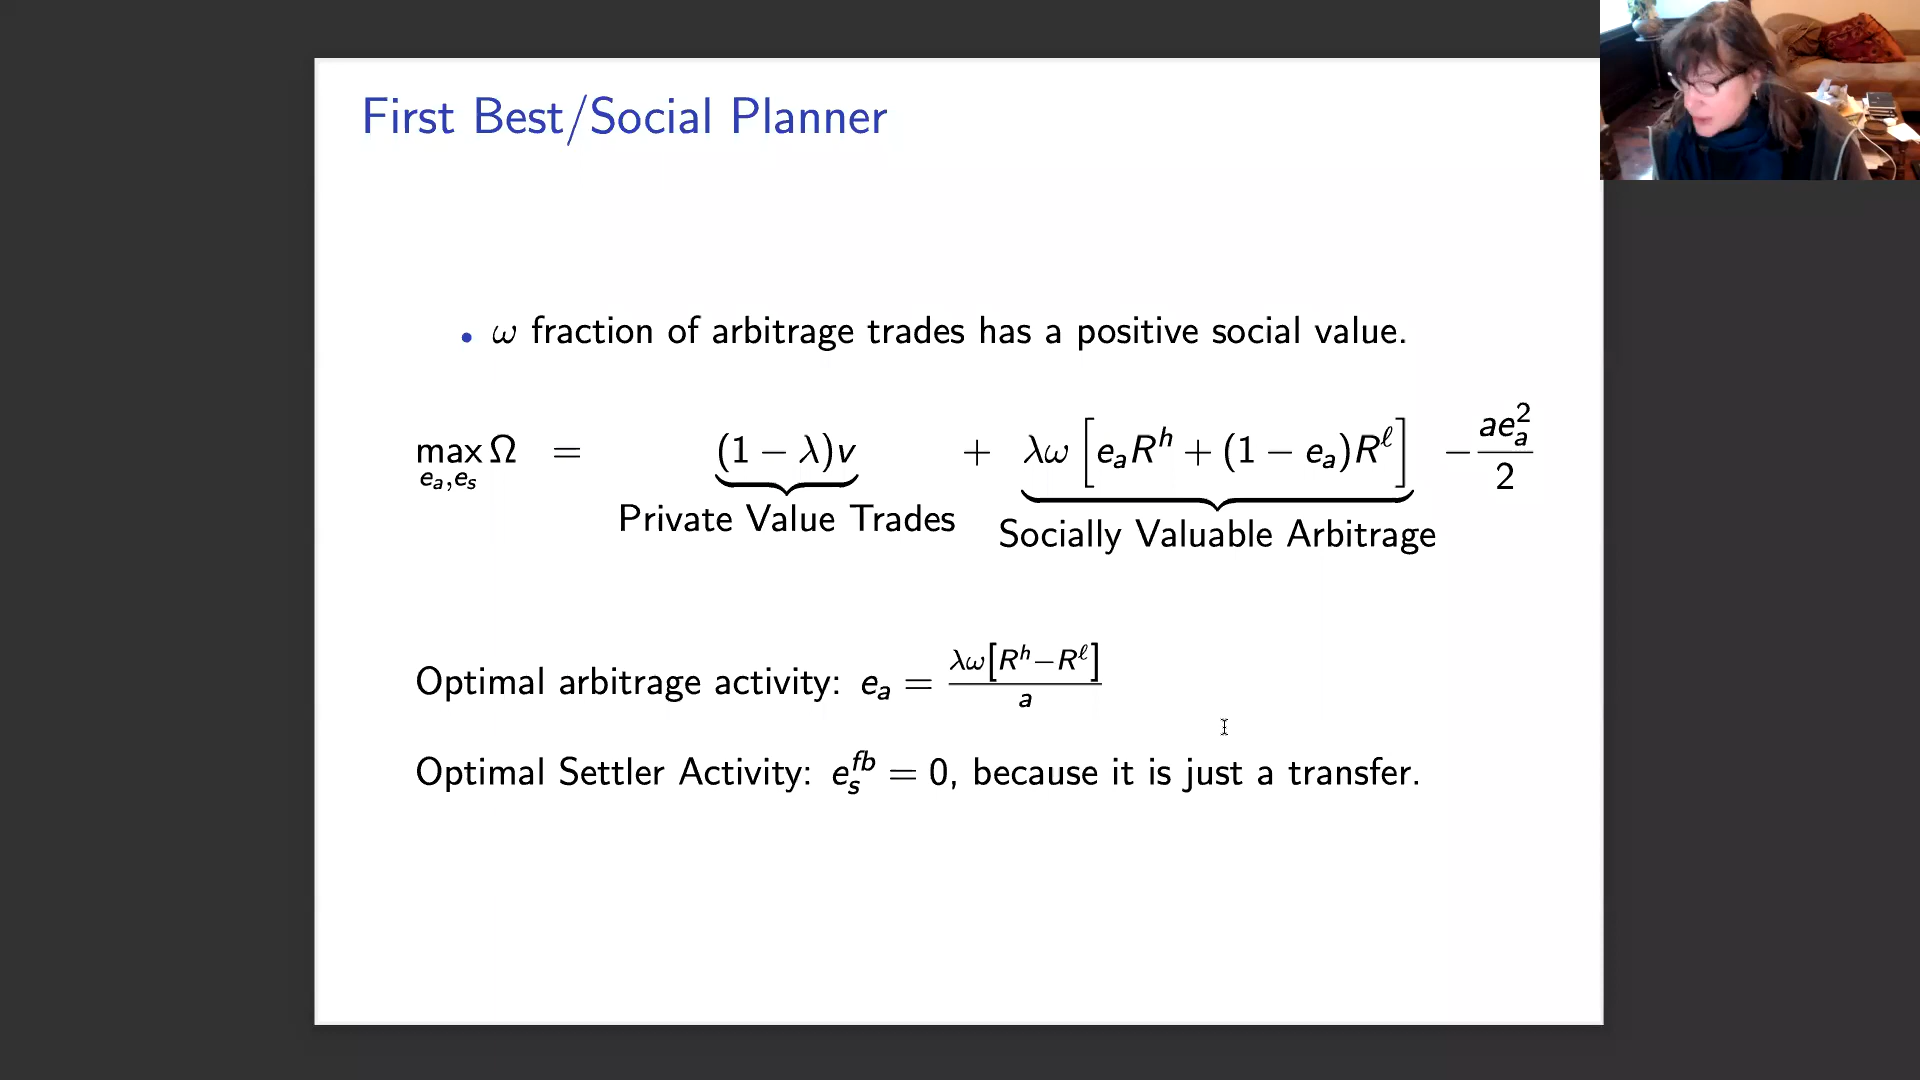 First Best/Social Planner
• ω fraction of arbitrage trades has a positive social value.
max_{e_a,e_s} Ω = (1 − λ)v + λω [e_a R^h + (1 − e_a)R^ℓ] − ae_a^2/2
Private Value Trades
Socially Valuable Arbitrage
Optimal arbitrage activity: e_a = λω[R^h−R^ℓ]/a
Optimal Settler Activity: e_s^{fb} = 0, because it is just a transfer.